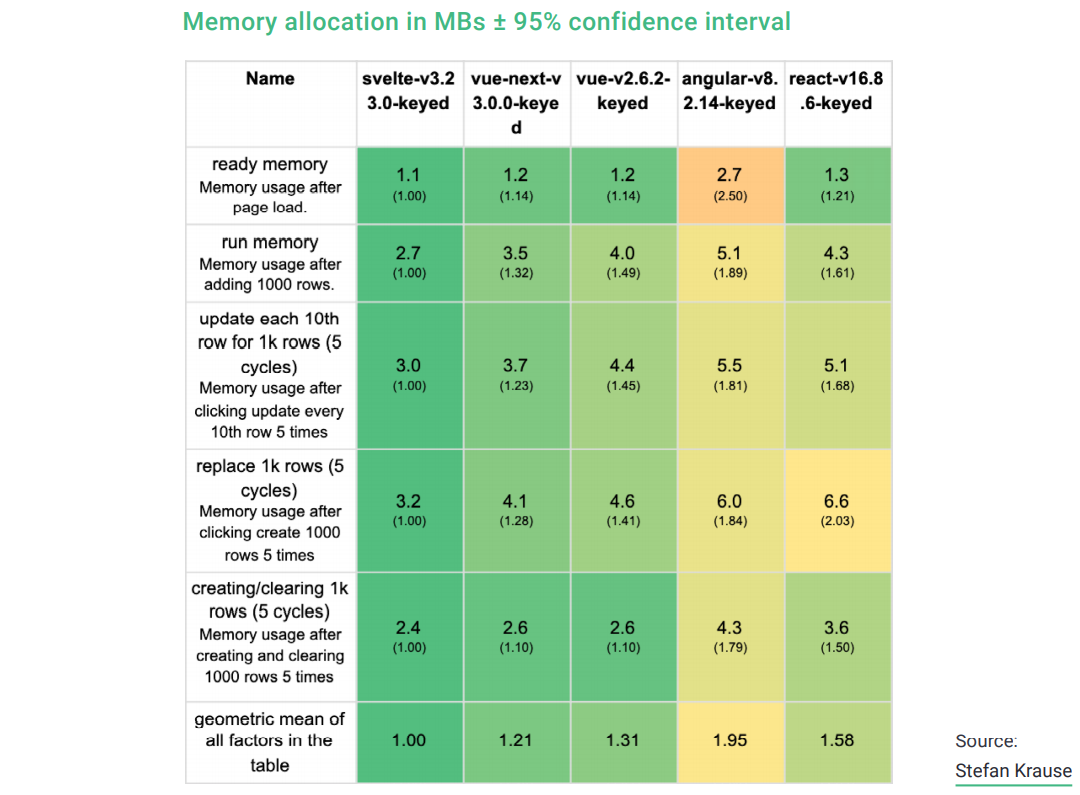 Memory allocation in MBs ± 95% confidence interval
Name
svelte-v3.2
3.0-keyed
vue-next-v
3.0.0-keye
d
vue-v2.6.2-
keyed
angular-v8.
2.14-keyed
react-v16.8
.6-keyed
ready memory
Memory usage after
page load.
1.1
(1.00)
1.2
(1.14)
1.2
(1.14)
2.7
(2.50)
1.3
(1.21)
run memory
Memory usage after
adding 1000 rows.
2.7
(1.00)
3.5
(1.32)
4.0
(1.49)
5.1
(1.89)
4.3
(1.61)
update each 10th
row for 1k rows (5
cycles)
Memory usage after
clicking update every
10th row 5 times
3.0
(1.00)
3.7
(1.23)
4.4
(1.45)
5.5
(1.81)
5.1
(1.68)
replace 1k rows (5
cycles)
Memory usage after
clicking create 1000
rows 5 times
3.2
(1.00)
4.1
(1.28)
4.6
(1.41)
6.0
(1.84)
6.6
(2.03)
creating/clearing 1k
rows (5 cycles)
Memory usage after
creating and clearing
1000 rows 5 times
2.4
(1.00)
2.6
(1.10)
2.6
(1.10)
4.3
(1.79)
3.6
(1.50)
geometric mean of
all factors in the
table
1.00
1.21
1.31
1.95
1.58
Source:
Stefan Krause